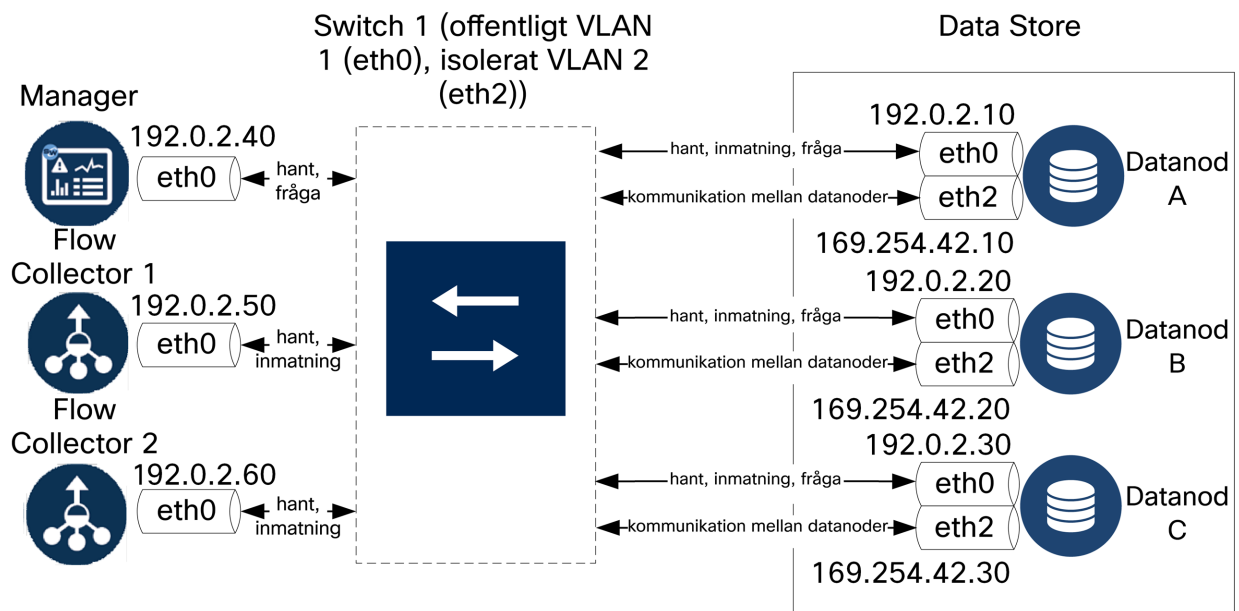 Switch 1 (offentligt VLAN
1 (eth0), isolerat VLAN 2
(eth2))
Data Store
Manager
192.0.2.40
eth0
hant,
fråga
Flow
Collector 1
192.0.2.50
eth0
hant,
inmatning
Flow
Collector 2
192.0.2.60
eth0
hant,
inmatning
192.0.2.10
hant, inmatning, fråga
eth0
kommunikation mellan datanoder
eth2
169.254.42.10
Datanod
A
192.0.2.20
hant, inmatning, fråga
eth0
kommunikation mellan datanoder
eth2
169.254.42.20
Datanod
B
192.0.2.30
hant, inmatning, fråga
eth0
kommunikation mellan datanoder
eth2
169.254.42.30
Datanod
C